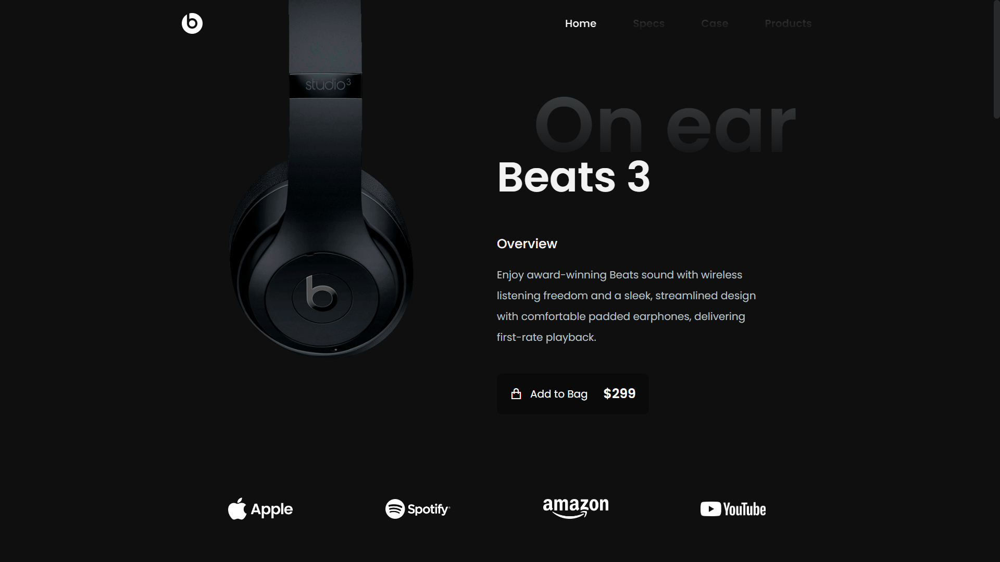 Home Specs Case Products
studio3
On ear
Beats 3
Overview
Enjoy award-winning Beats sound with wireless
listening freedom and a sleek, streamlined design
with comfortable padded earphones, delivering
first-rate playback.
Add to Bag $299
Apple Spotify amazon YouTube